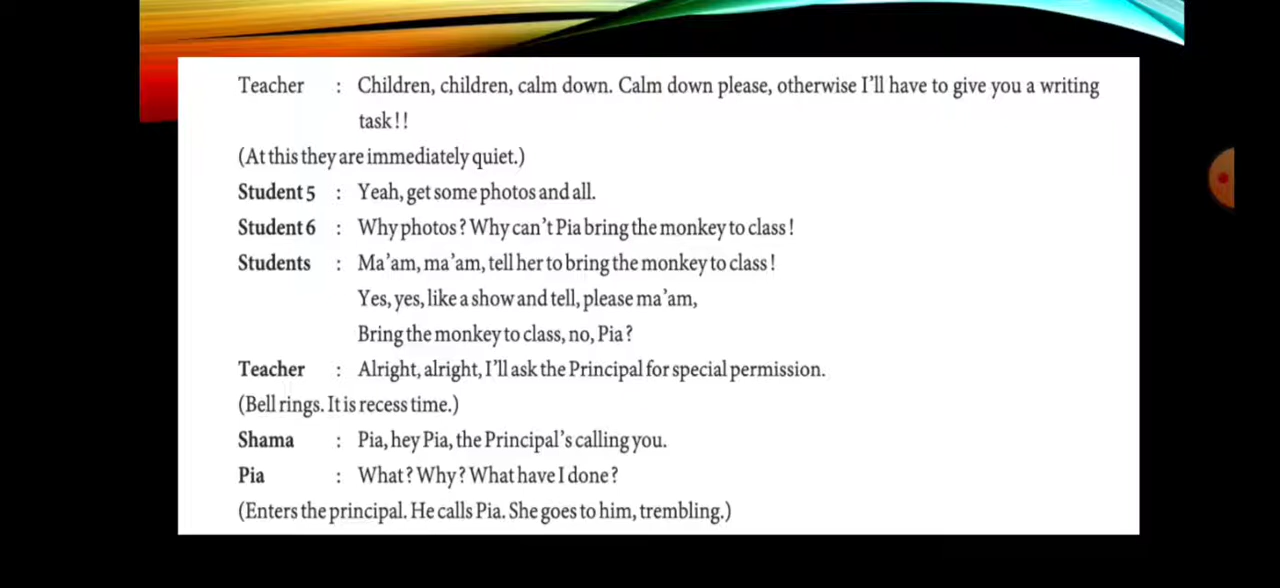 Teacher : Children, children, calm down. Calm down please, otherwise I'll have to give you a writing
task!!
(At this they are immediately quiet.)
Student 5 : Yeah, get some photos and all.
Student 6 : Why photos? Why can't Pia bring the monkey to class!
Students : Ma'am, ma'am, tell her to bring the monkey to class!
Yes, yes, like a show and tell, please ma'am,
Bring the monkey to class, no, Pia?
Teacher : Alright, alright, I'll ask the Principal for special permission.
(Bell rings. It is recess time.)
Shama : Pia, hey Pia, the Principal's calling you.
Pia : What? Why? What have I done?
(Enters the principal. He calls Pia. She goes to him, trembling.)